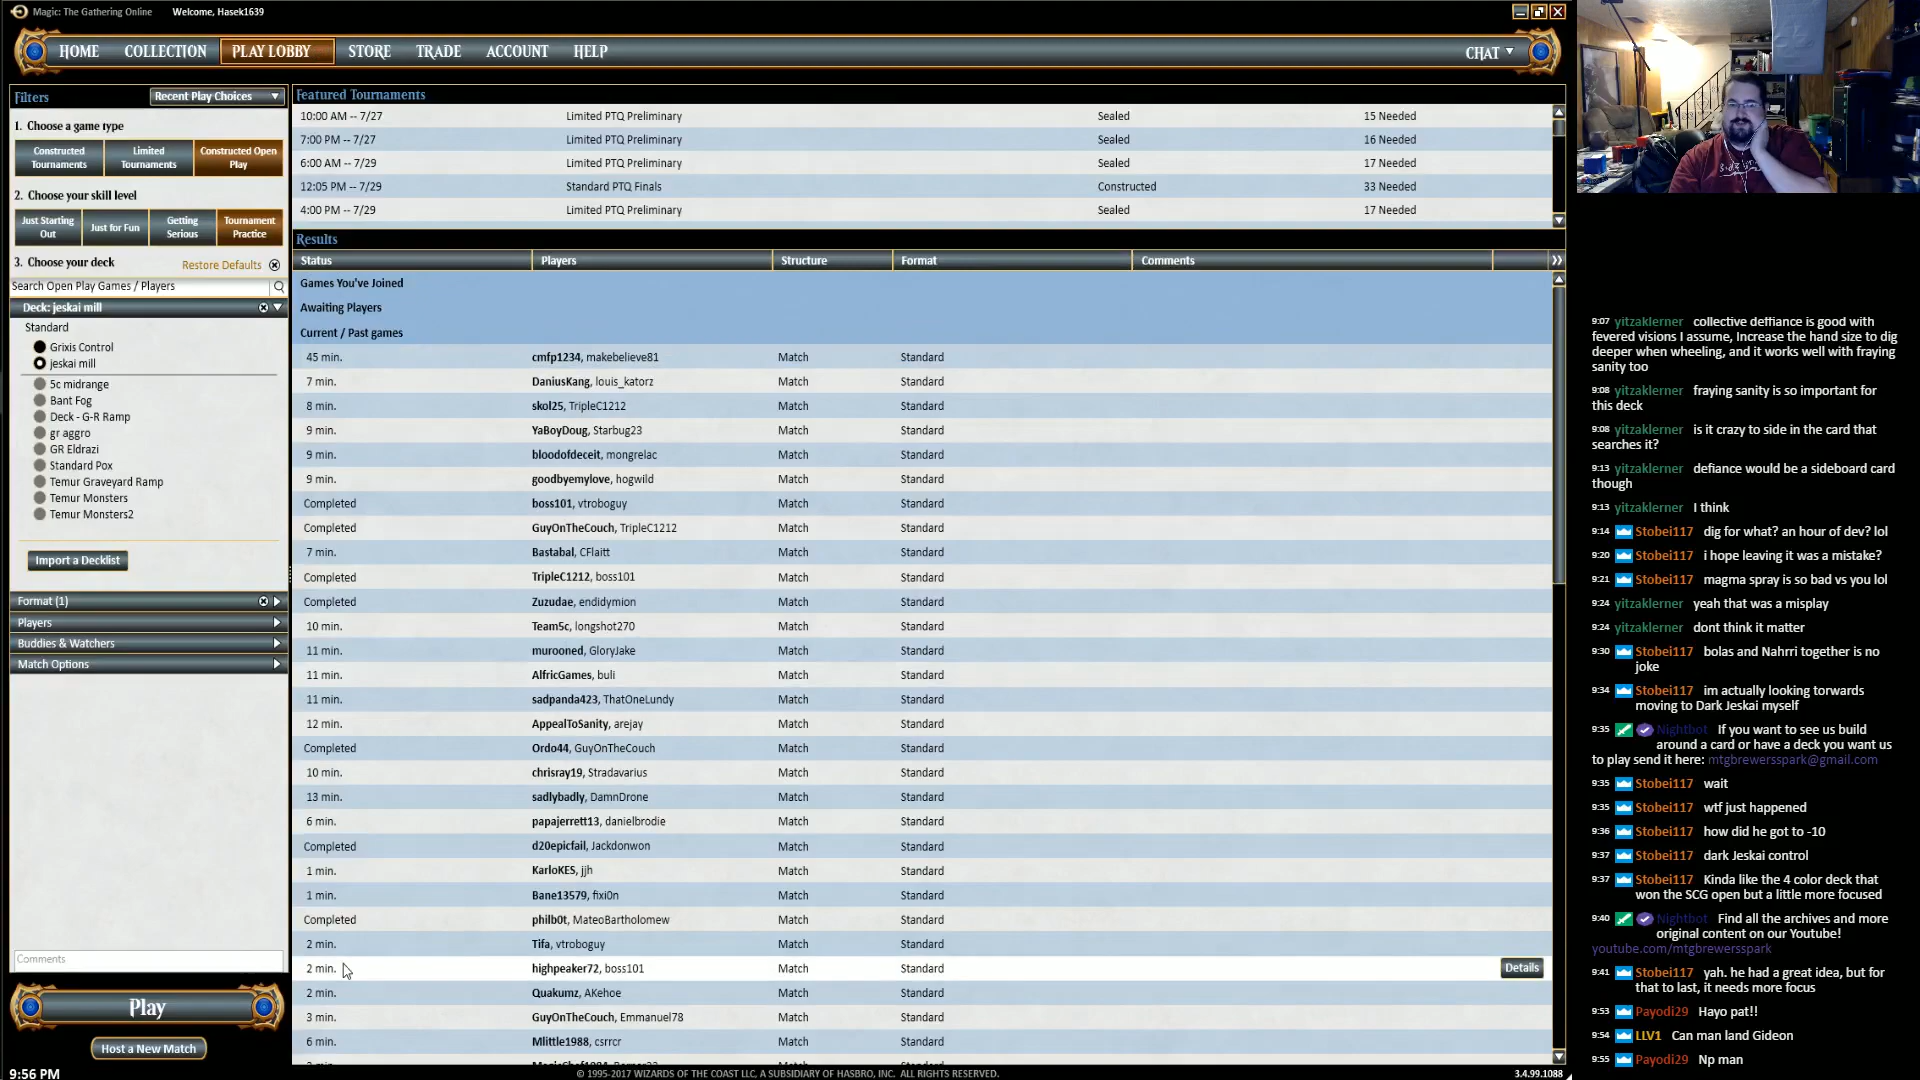 Magic: The Gathering Online Welcome, Hasek1639
HOME COLLECTION PLAY LOBBY STORE TRADE ACCOUNT HELP CHAT
Filters Recent Play Choices
1. Choose a game type
Constructed Tournaments Limited Tournaments Constructed Open Play
2. Choose your skill level
Just Starting Out Just for Fun Getting Serious Tournament Practice
3. Choose your deck Restore Defaults
Search Open Play Games / Players
Deck: jeskai mill
Standard
Grixis Control
jeskai mill
5c midrange
Bant Fog
Deck - G-R Ramp
gr aggro
GR Eldrazi
Standard Pox
Temur Graveyard Ramp
Temur Monsters
Temur Monsters2
Import a Decklist
Format (1)
Players
Buddies & Watchers
Match Options
Comments
Play
Host a New Match
9:56 PM
Featured Tournaments
10:00 AM -- 7/27 Limited PTQ Preliminary Sealed 15 Needed
7:00 PM -- 7/27 Limited PTQ Preliminary Sealed 16 Needed
6:00 AM -- 7/29 Limited PTQ Preliminary Sealed 17 Needed
12:05 PM -- 7/29 Standard PTQ Finals Constructed 33 Needed
4:00 PM -- 7/29 Limited PTQ Preliminary Sealed 17 Needed
Results
Status Players Structure Format Comments
Games You've Joined
Awaiting Players
Current / Past games
45 min. cmfp1234, makebelieve81 Match Standard
7 min. DaniusKang, louis_katorz Match Standard
8 min. skol25, TripleC1212 Match Standard
9 min. YaBoyDoug, Starbug23 Match Standard
9 min. bloodofdeceit, mongrelac Match Standard
9 min. goodbyemylove, hogwild Match Standard
Completed boss101, vtroboguy Match Standard
Completed GuyOnTheCouch, TripleC1212 Match Standard
7 min. Bastabal, CFlaitt Match Standard
Completed TripleC1212, boss101 Match Standard
Completed Zuzudae, endidymion Match Standard
10 min. Team5c, longshot270 Match Standard
11 min. murooned, GloryJake Match Standard
11 min. AlfricGames, buli Match Standard
11 min. sadpanda423, ThatOneLundy Match Standard
12 min. AppealToSanity, arejay Match Standard
Completed Ordo44, GuyOnTheCouch Match Standard
10 min. chrisray19, Stradavarius Match Standard
13 min. sadlybadly, DamnDrone Match Standard
6 min. papajerrett13, danielbrodie Match Standard
Completed d20epicfail, Jackdonwon Match Standard
1 min. KarloKES, jjh Match Standard
1 min. Bane13579, fixi0n Match Standard
Completed philb0t, MateoBartholomew Match Standard
2 min. Tifa, vtroboguy Match Standard
2 min. highpeaker72, boss101 Match Standard Details
2 min. Quakumz, AKehoe Match Standard
3 min. GuyOnTheCouch, Emmanuel78 Match Standard
6 min. Mlittle1988, csrrcr Match Standard
© 1995-2017 WIZARDS OF THE COAST LLC, A SUBSIDIARY OF HASBRO, INC. ALL RIGHTS RESERVED. 3.4.99.1088
9:07 yitzaklerner collective deffiance is good with
fevered visions I assume, Increase the hand size to dig
deeper when wheeling, and it works well with fraying
sanity too
9:08 yitzaklerner fraying sanity is so important for
this deck
9:08 yitzaklerner is it crazy to side in the card that
searches it?
9:13 yitzaklerner defiance would be a sideboard card
though
9:13 yitzaklerner I think
9:14 Stobei117 dig for what? an hour of dev? lol
9:20 Stobei117 i hope leaving it was a mistake?
9:21 Stobei117 magma spray is so bad vs you lol
9:24 yitzaklerner yeah that was a misplay
9:24 yitzaklerner dont think it matter
9:30 Stobei117 bolas and Nahrri together is no
joke
9:34 Stobei117 im actually looking torwards
moving to Dark Jeskai myself
9:35 Nightbot If you want to see us build
around a card or have a deck you want us
to play send it here: mtgbrewersspark@gmail.com
9:35 Stobei117 wait
9:35 Stobei117 wtf just happened
9:36 Stobei117 how did he got to -10
9:37 Stobei117 dark Jeskai control
9:37 Stobei117 Kinda like the 4 color deck that
won the SCG open but a little more focused
9:40 Nightbot Find all the archives and more
original content on our Youtube!
youtube.com/mtgbrewersspark
9:41 Stobei117 yah. he had a great idea, but for
that to last, it needs more focus
9:53 Payodi29 Hayo pat!!
9:54 LLV1 Can man land Gideon
9:55 Payodi29 Np man